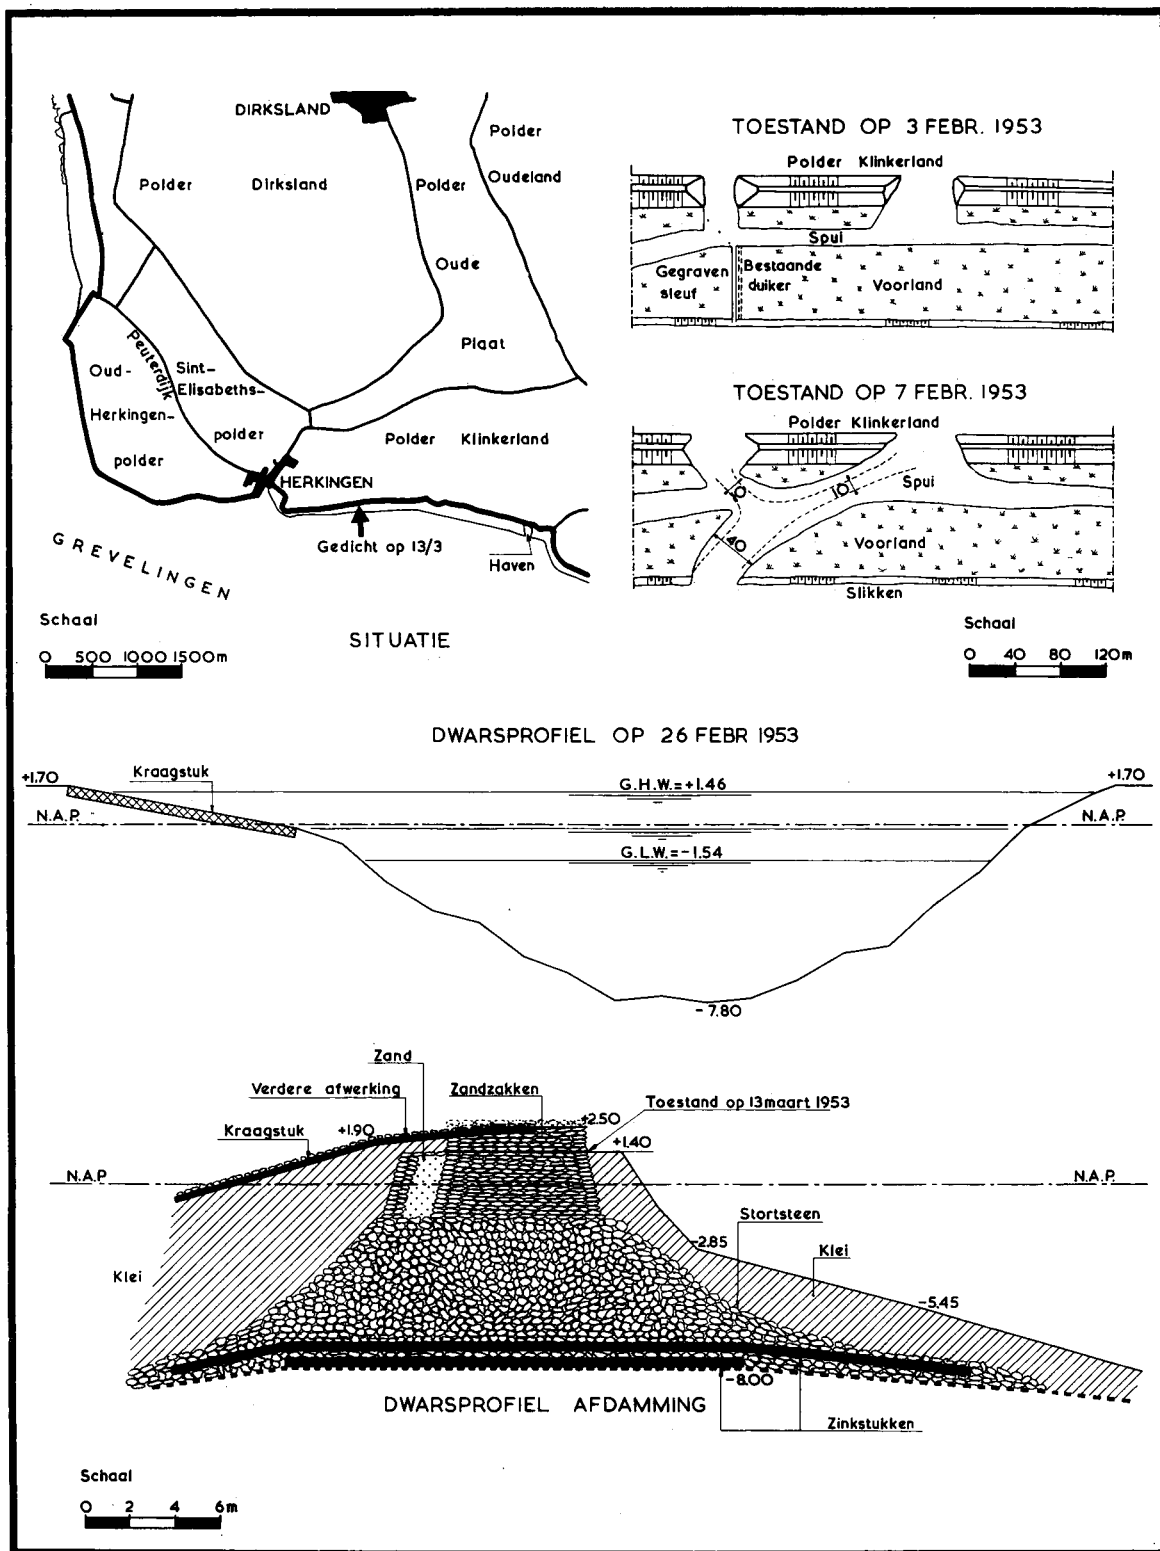 DIRKSLAND
Polder
Oudeland
Polder
Dirksland
Polder
Oude
Plaat
Peuterdijk
Oud-
Herkingen-
polder
Sint-
Elisabeths-
polder
Polder Klinkerland
HERKINGEN
Gedicht op 13/3
Haven
GREVELINGEN
Schaal
0 500 1000 1500m
SITUATIE
TOESTAND OP 3 FEBR. 1953
Polder Klinkerland
Spui
Gegraven
sleuf
Bestaande
duiker
Voorland
TOESTAND OP 7 FEBR. 1953
Polder Klinkerland
10
10
Spui
40
Voorland
Slikken
Schaal
0 40 80 120m
DWARSPROFIEL OP 26 FEBR 1953
+1.70
Kraagstuk
G.H.W.=+1.46
+1.70
N.A.P.
N.A.P.
G.L.W.=-1.54
-7.80
Zand
Verdere afwerking
Zandzakken
Toestand op 13 maart 1953
Kraagstuk
+1.90
+2.50
+1.40
N.A.P.
N.A.P.
Stortsteen
-2.85
Klei
Klei
-5.45
-8.00
DWARSPROFIEL AFDAMMING
Zinkstukken
Schaal
0 2 4 6m